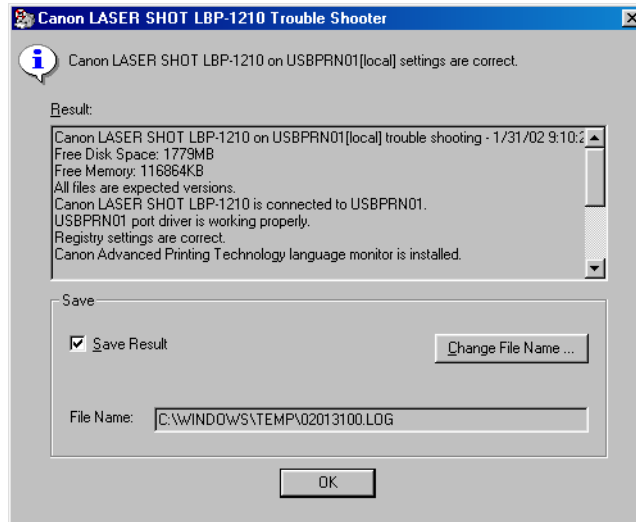 Canon LASER SHOT LBP-1210 Trouble Shooter
Canon LASER SHOT LBP-1210 on USBPRN01[local] settings are correct.
Result:
Canon LASER SHOT LBP-1210 on USBPRN01[local] trouble shooting - 1/31/02 9:10:2
Free Disk Space: 1779MB
Free Memory: 116864KB
All files are expected versions.
Canon LASER SHOT LBP-1210 is connected to USBPRN01.
USBPRN01 port driver is working properly.
Registry settings are correct.
Canon Advanced Printing Technology language monitor is installed.
Save
Save Result
Change File Name ...
File Name: C:\WINDOWS\TEMP\02013100.LOG
OK